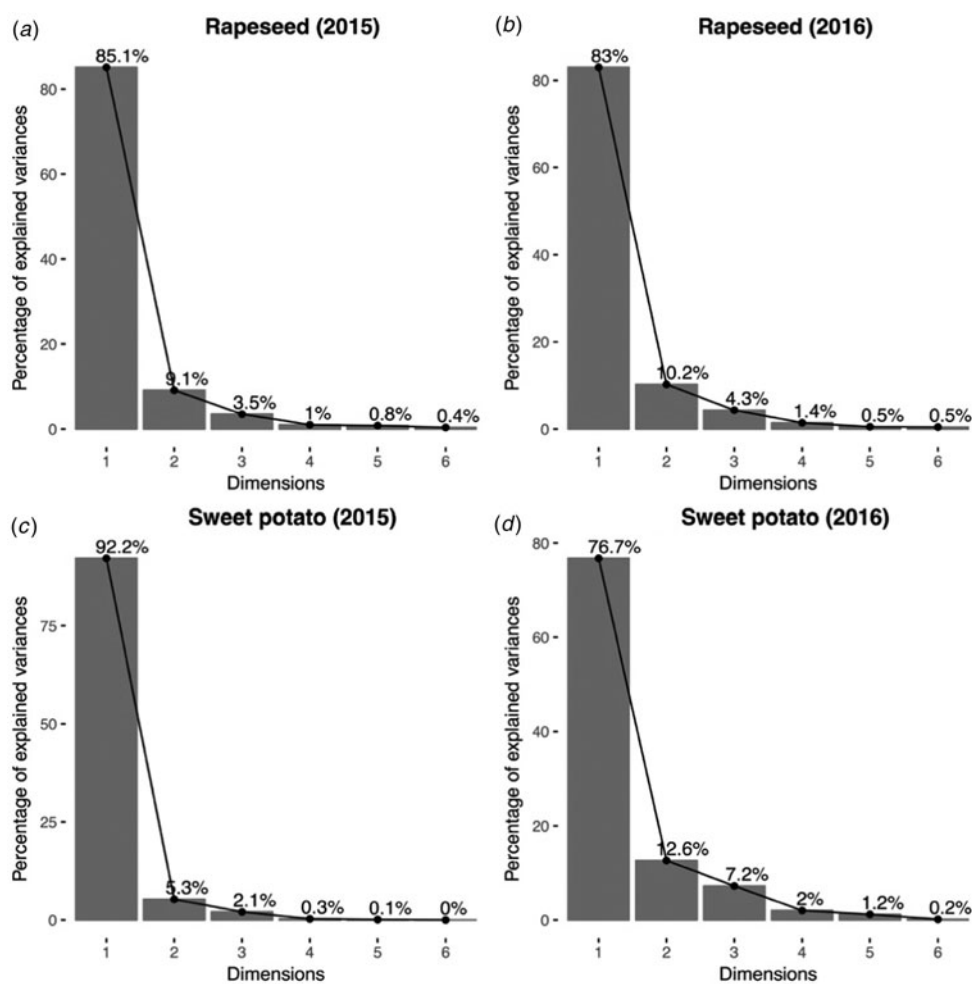 (a) Rapeseed (2015)
Percentage of explained variances
80
60
40
20
0
85.1%
9.1%
3.5%
1%
0.8%
0.4%
1 2 3 4 5 6
Dimensions
(b) Rapeseed (2016)
Percentage of explained variances
80
60
40
20
0
83%
10.2%
4.3%
1.4%
0.5%
0.5%
1 2 3 4 5 6
Dimensions
(c) Sweet potato (2015)
Percentage of explained variances
75
50
25
0
92.2%
5.3%
2.1%
0.3%
0.1%
0%
1 2 3 4 5 6
Dimensions
(d) Sweet potato (2016)
Percentage of explained variances
80
60
40
20
0
76.7%
12.6%
7.2%
2%
1.2%
0.2%
1 2 3 4 5 6
Dimensions